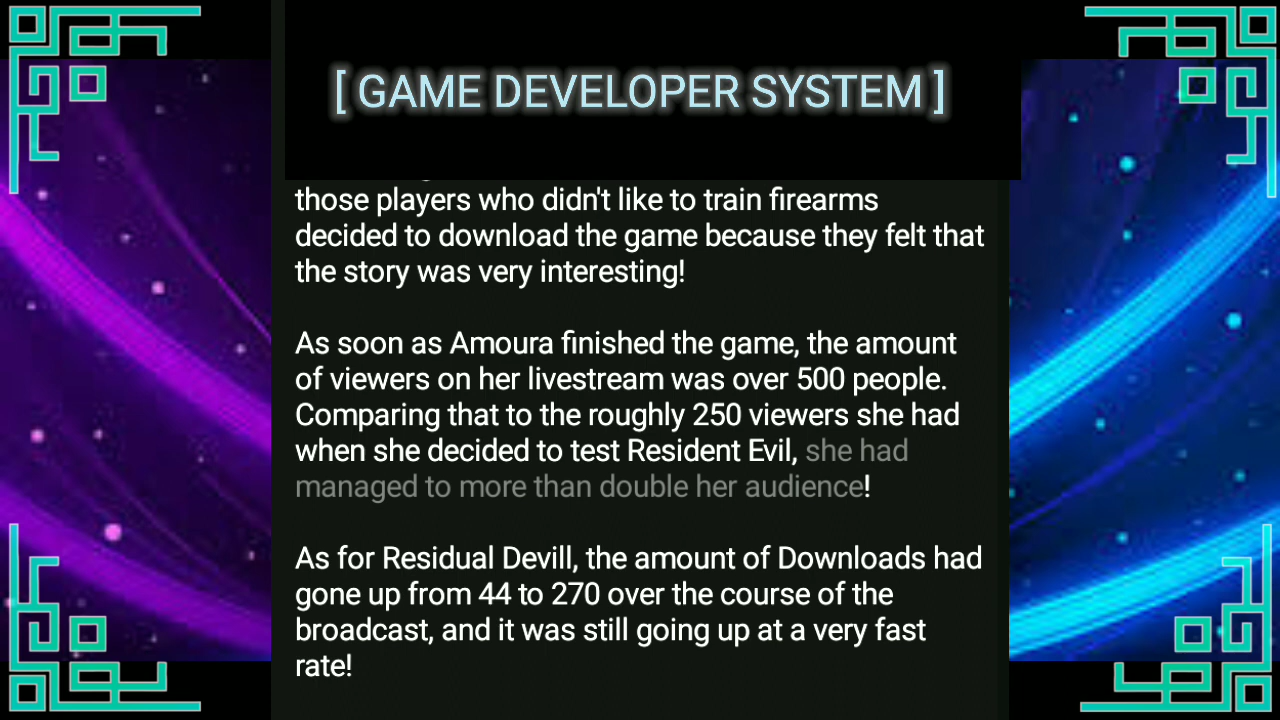 [ GAME DEVELOPER SYSTEM ]
those players who didn't like to train firearms
decided to download the game because they felt that
the story was very interesting!
As soon as Amoura finished the game, the amount
of viewers on her livestream was over 500 people.
Comparing that to the roughly 250 viewers she had
when she decided to test Resident Evil, she had
managed to more than double her audience!
As for Residual Devill, the amount of Downloads had
gone up from 44 to 270 over the course of the
broadcast, and it was still going up at a very fast
rate!